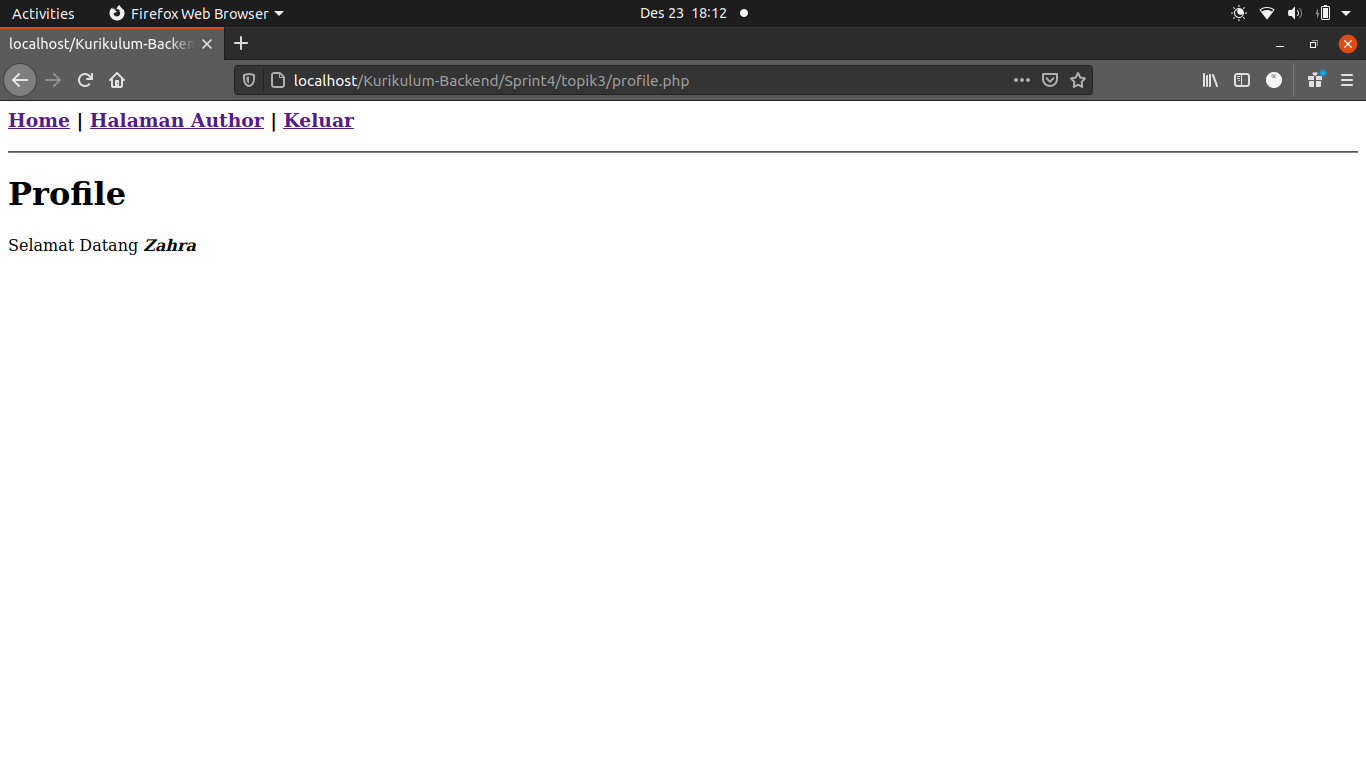 Activities Firefox Web Browser Des 23 18:12
localhost/Kurikulum-Backen
localhost/Kurikulum-Backend/Sprint4/topik3/profile.php
Home | Halaman Author | Keluar
Profile
Selamat Datang Zahra